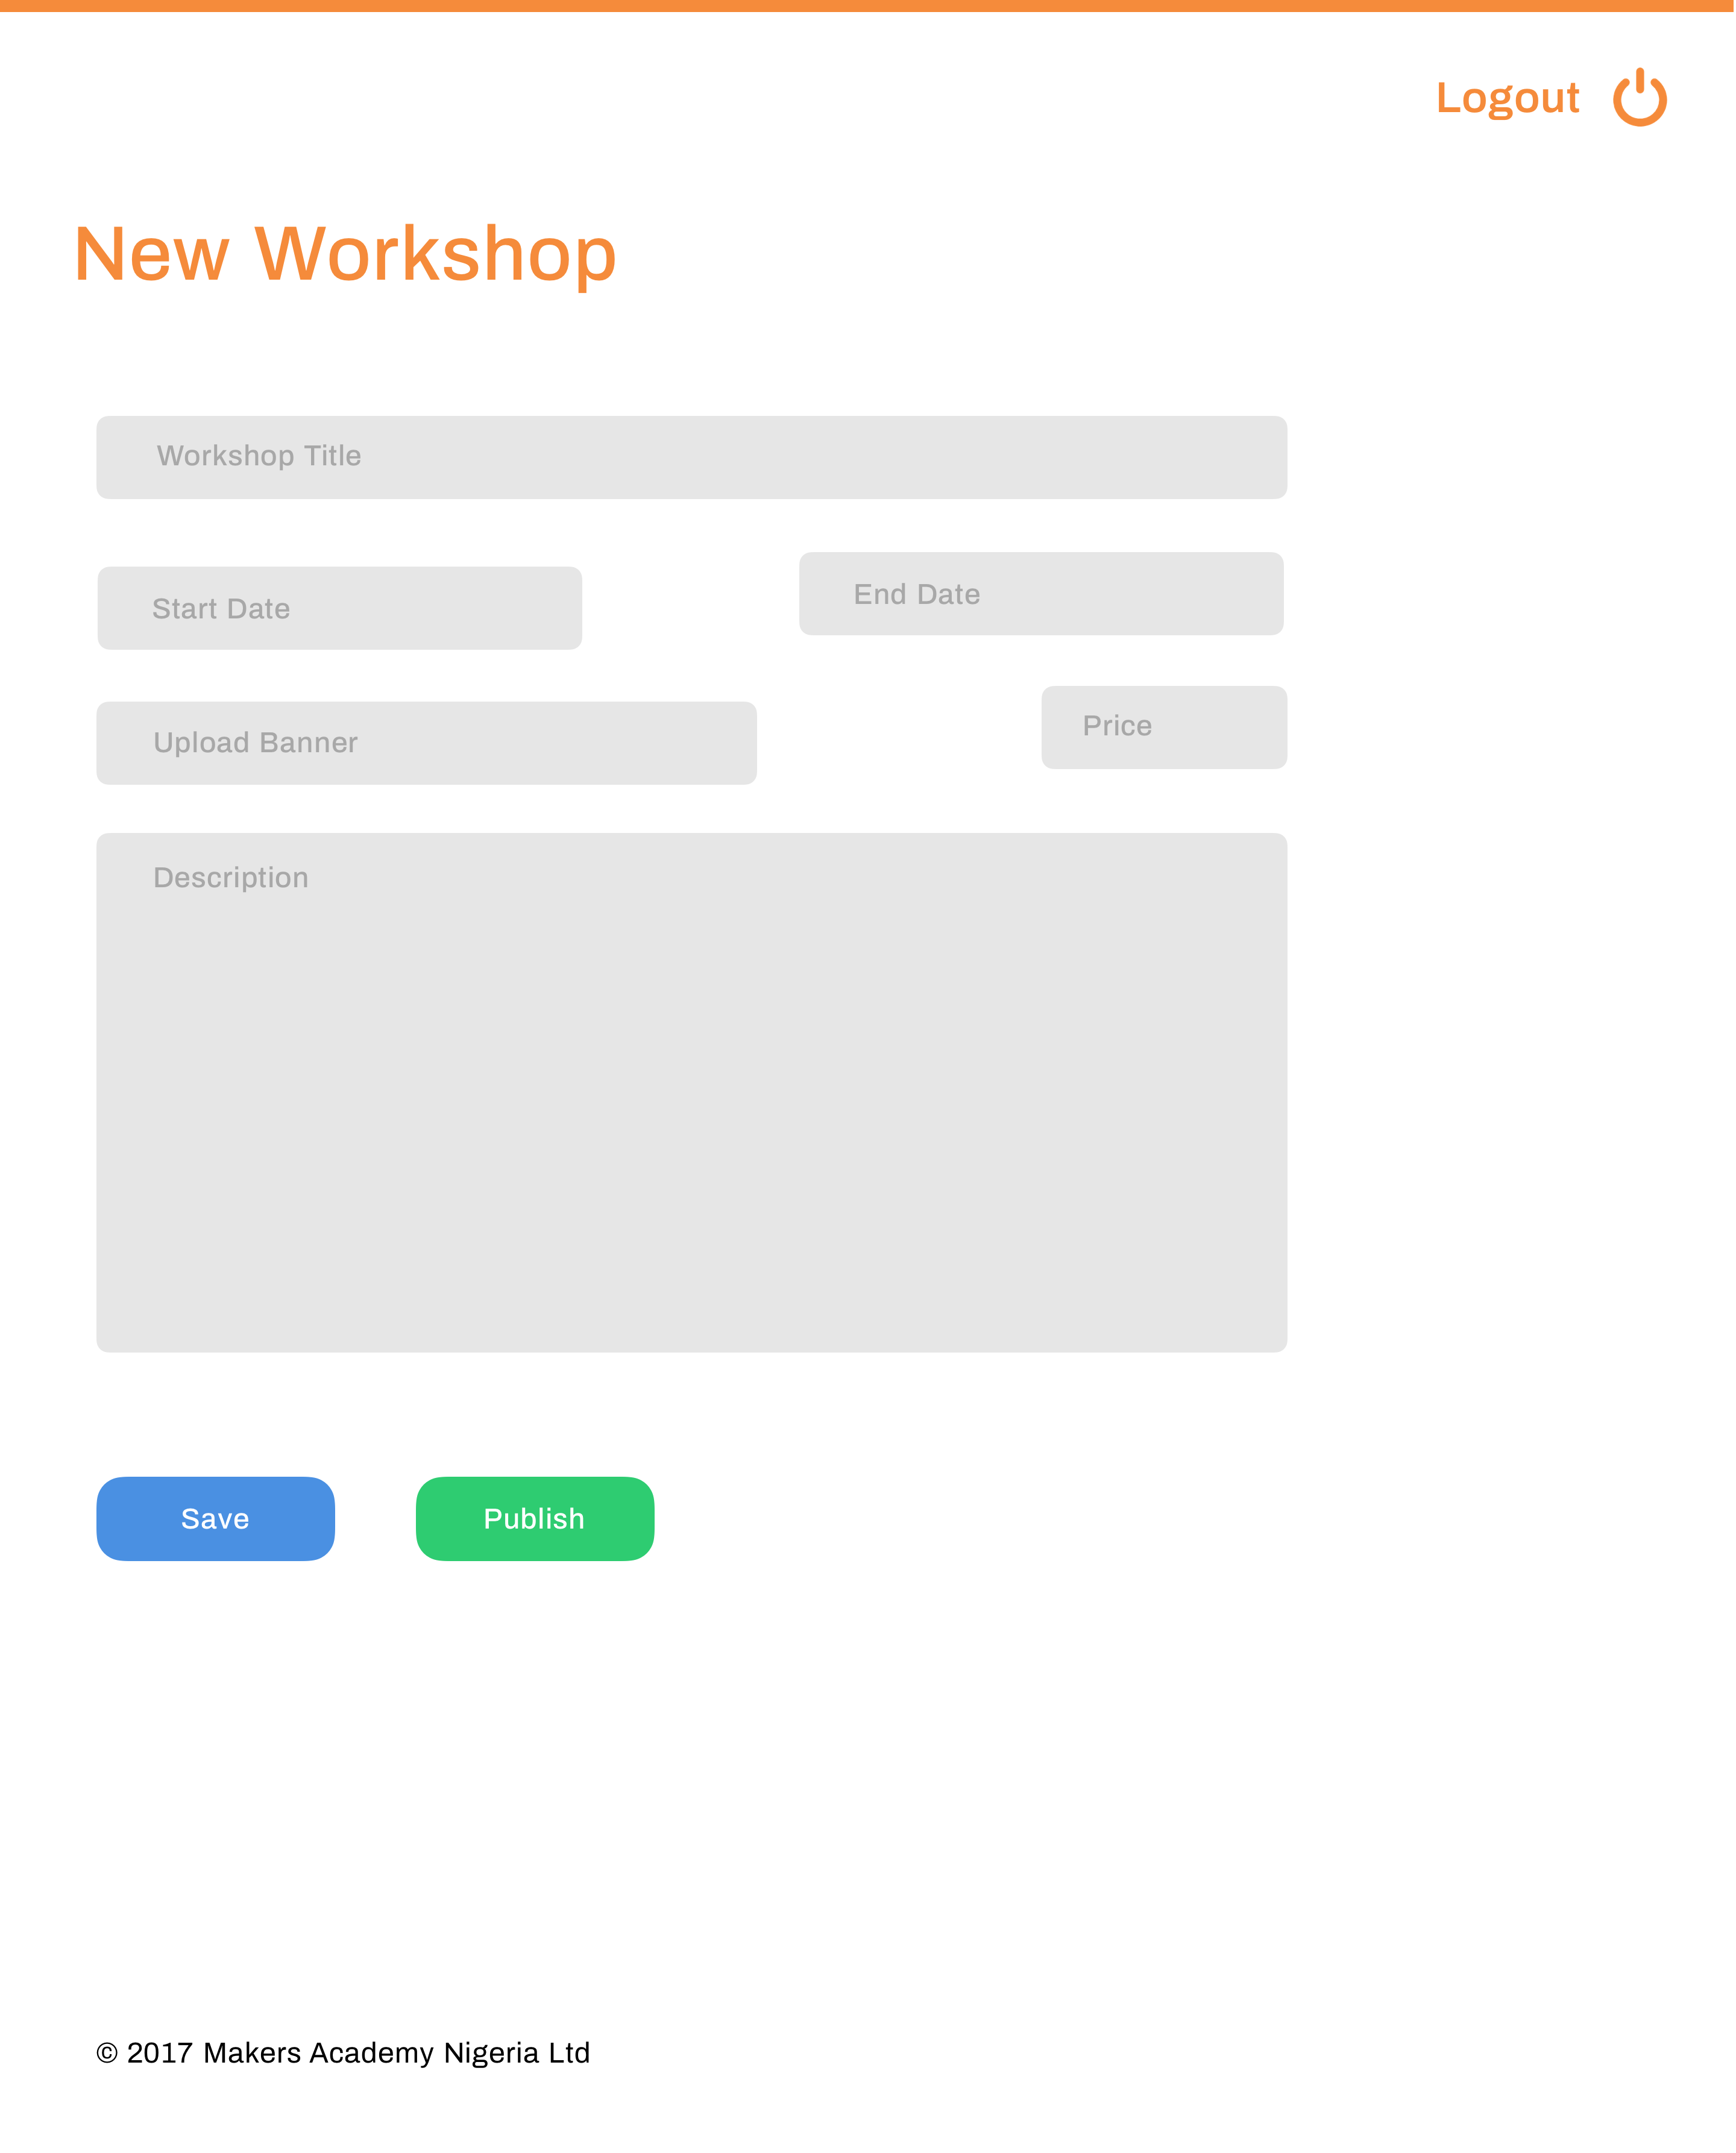 Logout
New Workshop
Workshop Title
Start Date
End Date
Upload Banner
Price
Description
Save
Publish
© 2017 Makers Academy Nigeria Ltd